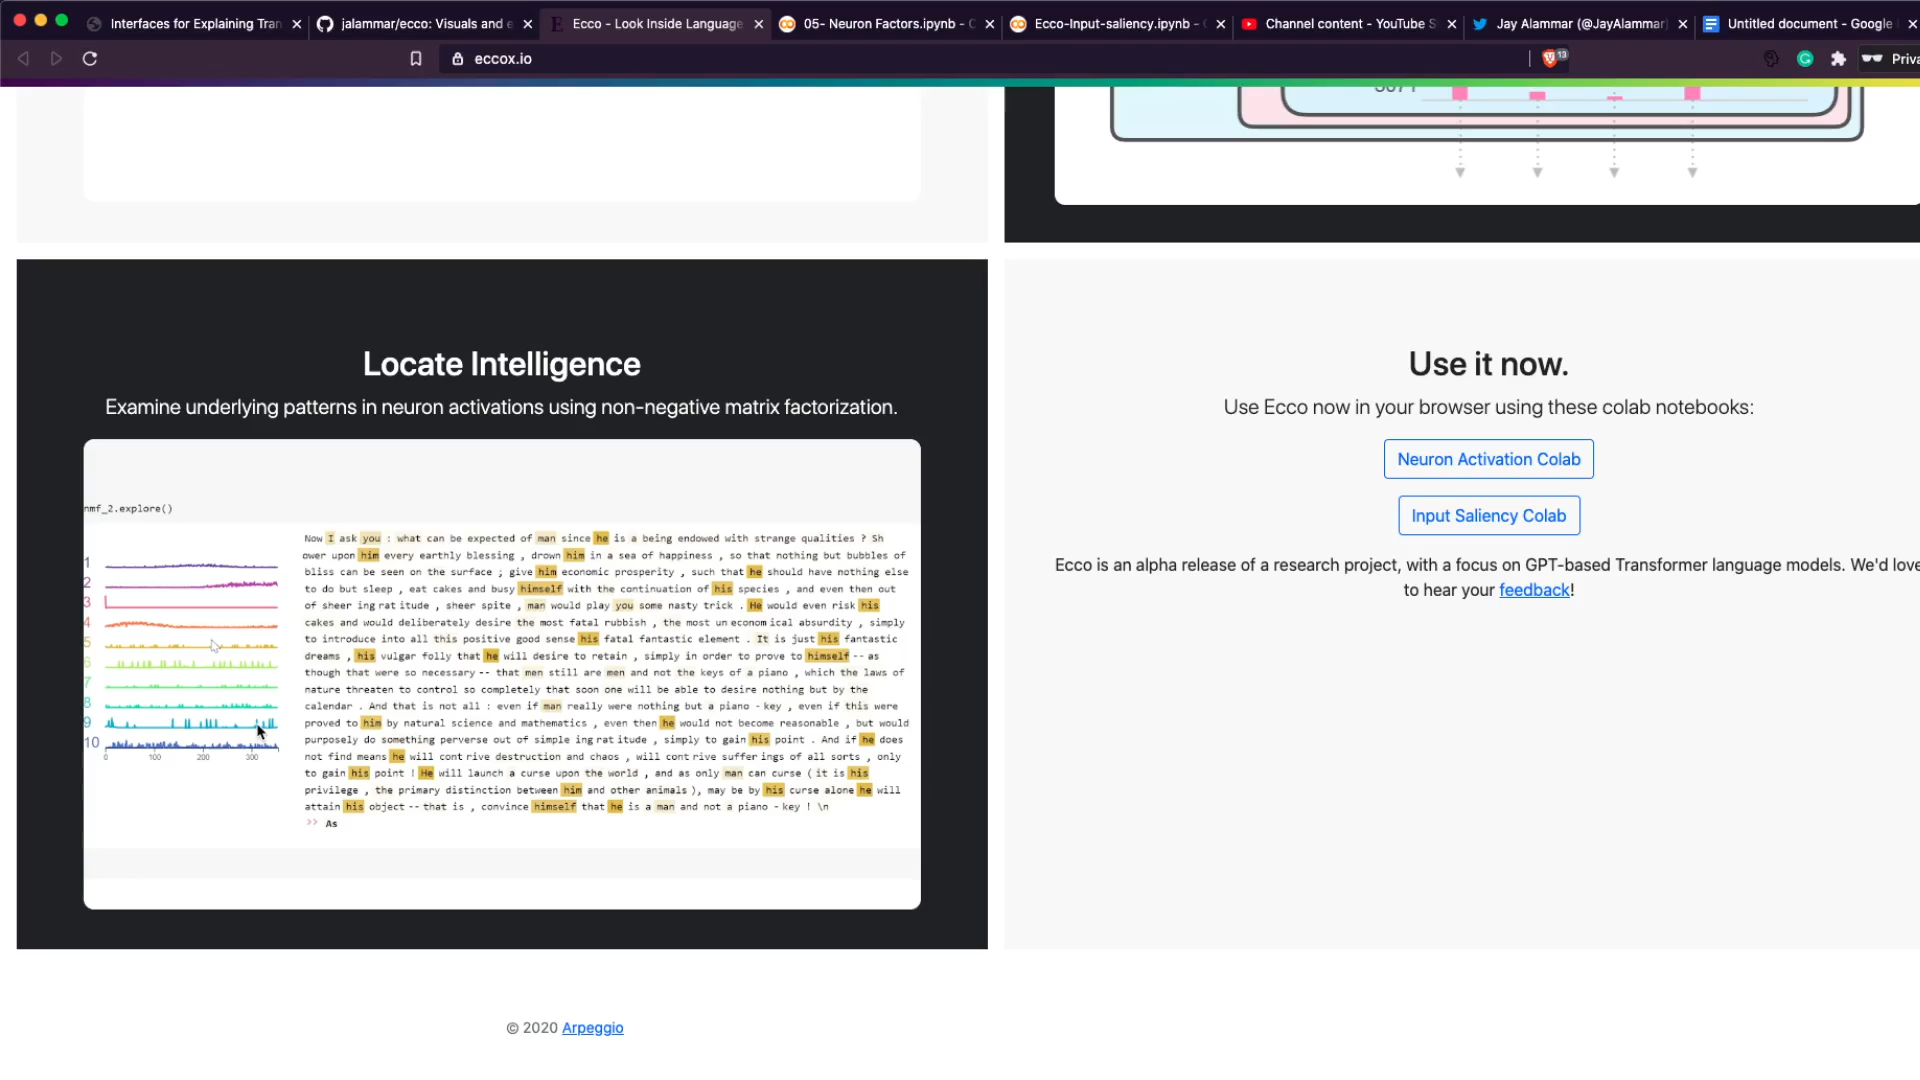 Interfaces for Explaining Tran
jalammar/ecco: Visuals and e
Ecco - Look Inside Language
05- Neuron Factors.ipynb - C
Ecco-Input-saliency.ipynb -
Channel content - YouTube S
Jay Alammar (@JayAlammar)
Untitled document - Google
eccox.io
13
Priva
Locate Intelligence
Examine underlying patterns in neuron activations using non-negative matrix factorization.
nmf_2.explore()
1
2
3
4
5
6
7
8
9
10
0 100 200 300
Now I ask you : what can be expected of man since he is a being endowed with strange qualities ? Sh
ower upon him every earthly blessing , drown him in a sea of happiness , so that nothing but bubbles of
bliss can be seen on the surface ; give him economic prosperity , such that he should have nothing else
to do but sleep , eat cakes and busy himself with the continuation of his species , and even then out
of sheer ing rat itude , sheer spite , man would play you some nasty trick . He would even risk his
cakes and would deliberately desire the most fatal rubbish , the most un econom ical absurdity , simply
to introduce into all this positive good sense his fatal fantastic element . It is just his fantastic
dreams , his vulgar folly that he will desire to retain , simply in order to prove to himself -- as
though that were so necessary -- that men still are men and not the keys of a piano , which the laws of
nature threaten to control so completely that soon one will be able to desire nothing but by the
calendar . And that is not all : even if man really were nothing but a piano - key , even if this were
proved to him by natural science and mathematics , even then he would not become reasonable , but would
purposely do something perverse out of simple ing rat itude , simply to gain his point . And if he does
not find means he will cont rive destruction and chaos , will cont rive suffer ings of all sorts , only
to gain his point ! He will launch a curse upon the world , and as only man can curse ( it is his
privilege , the primary distinction between him and other animals ), may be by his curse alone he will
attain his object -- that is , convince himself that he is a man and not a piano - key ! \n
>> As
Use it now.
Use Ecco now in your browser using these colab notebooks:
Neuron Activation Colab
Input Saliency Colab
Ecco is an alpha release of a research project, with a focus on GPT-based Transformer language models. We'd love
to hear your feedback!
© 2020 Arpeggio